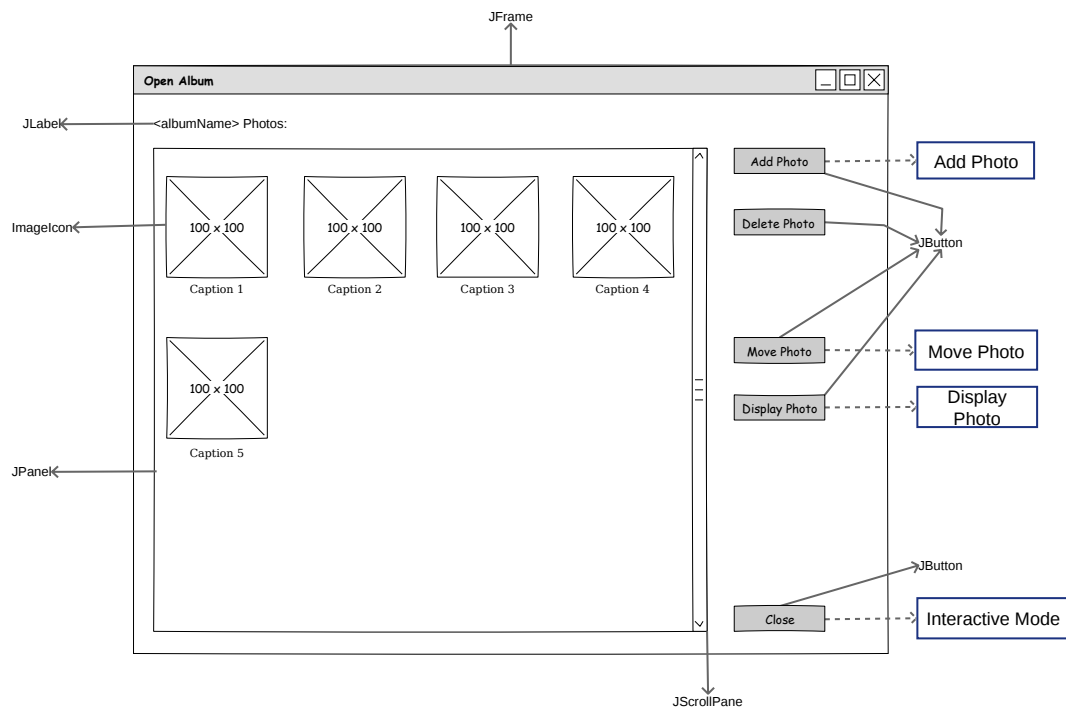 JFrame
Open Album
JLabel
<albumName> Photos:
Add Photo
Add Photo
ImageIcon
100 x 100
100 x 100
100 x 100
100 x 100
Delete Photo
JButton
Caption 1
Caption 2
Caption 3
Caption 4
Move Photo
Move Photo
100 x 100
Display Photo
Display
Photo
Caption 5
JPanel
JButton
Close
Interactive Mode
JScrollPane